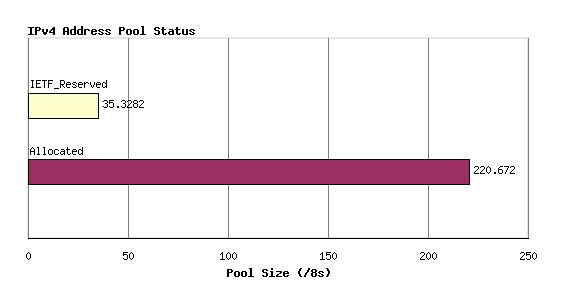 IPv4 Address Pool Status
IETF_Reserved
35.3282
Allocated
220.672
0 50 100 150 200 250
Pool Size (/8s)